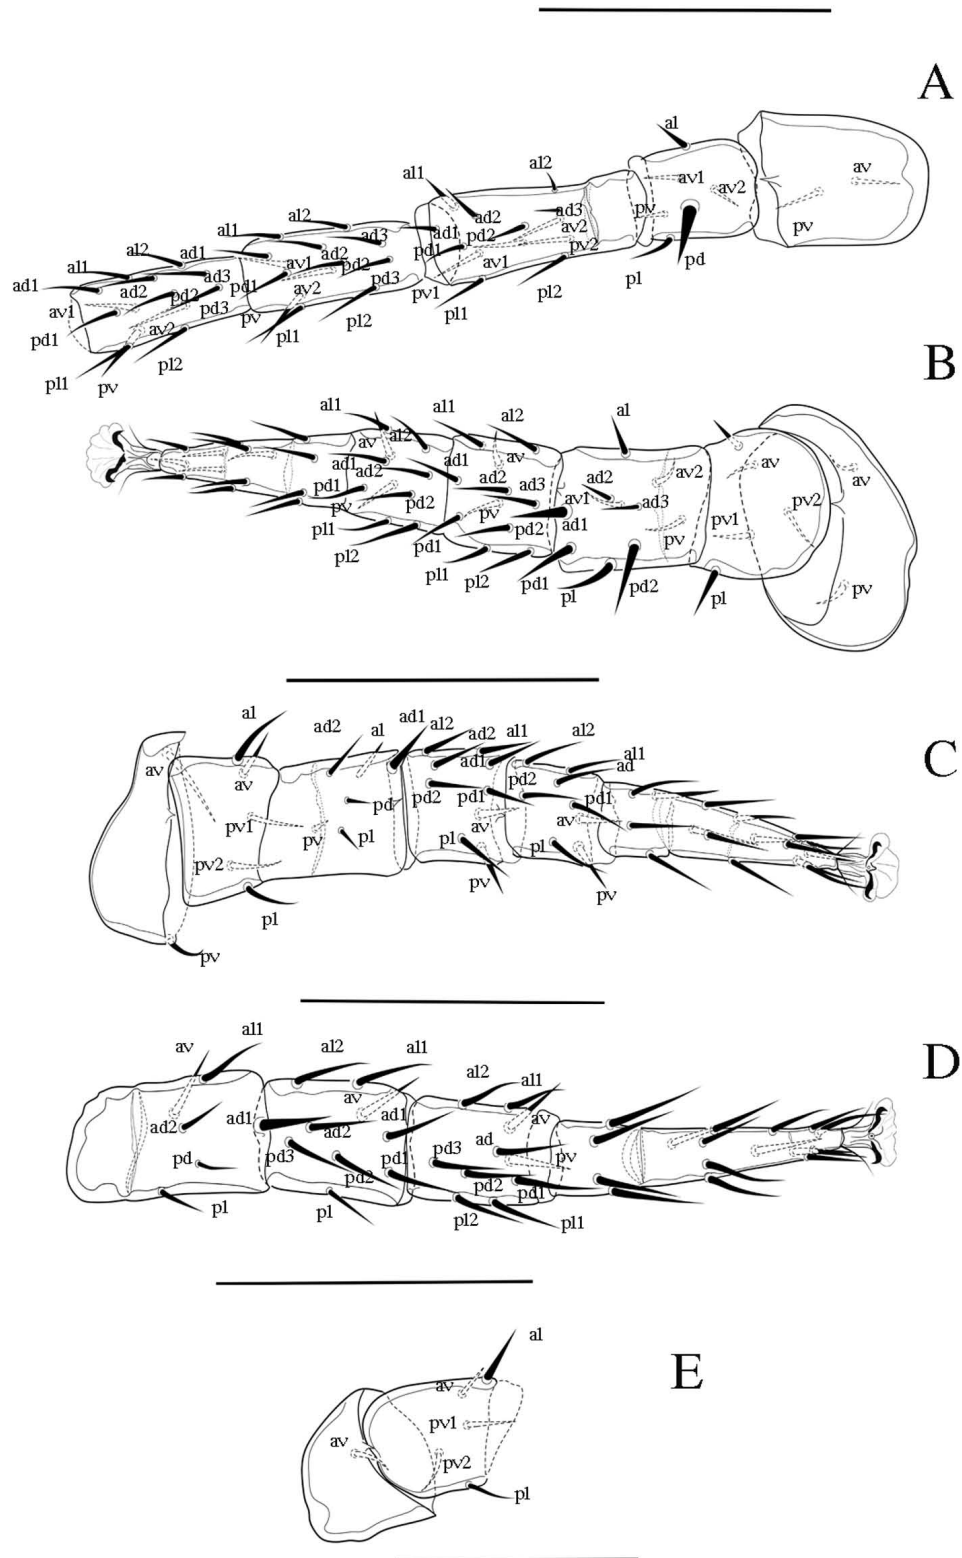 A
al
al1 al2 av1 av2 av
ad2 ad3
al1 al2 ad1 pd2 av2 pv pv
al2 ad1 ad3 pd1 pv2
al1 av1 ad2 av1 pl pd
ad1 ad2 ad3 pd1 pd2 pd3
pd2 av2 pv1 pl2
av1 pd3 pl1
pd1 av2 pv pl1 pl2
pl1 pv pl2
B
al1 al1 al2 al
av al2 av
ad1 ad2 ad1 ad2 ad2 av2 av av
pd1 ad3 av1 ad3
pv pd2 pv ad1 pv1 pv2
pl1 pd1 pd2 pv
pl2 pl1 pl2 pd1 pl pd2 pl pv
C
al ad2 al ad1 al2 ad2 al1 al2
av av ad1 al1
ad
pd2
pv1 pd pd2 pd1 pd1
pv pl av av
pv2 pl pl
pl pv pv
pv
D
al1
av al2 al1
al2 al1
av
ad2 ad1 ad2 ad1 av
pd pd3 pd1 pd3 ad pv
pd2 pd2 pd1
pl pl pl2 pl1
E
al
av
pv1
av pv2
pl